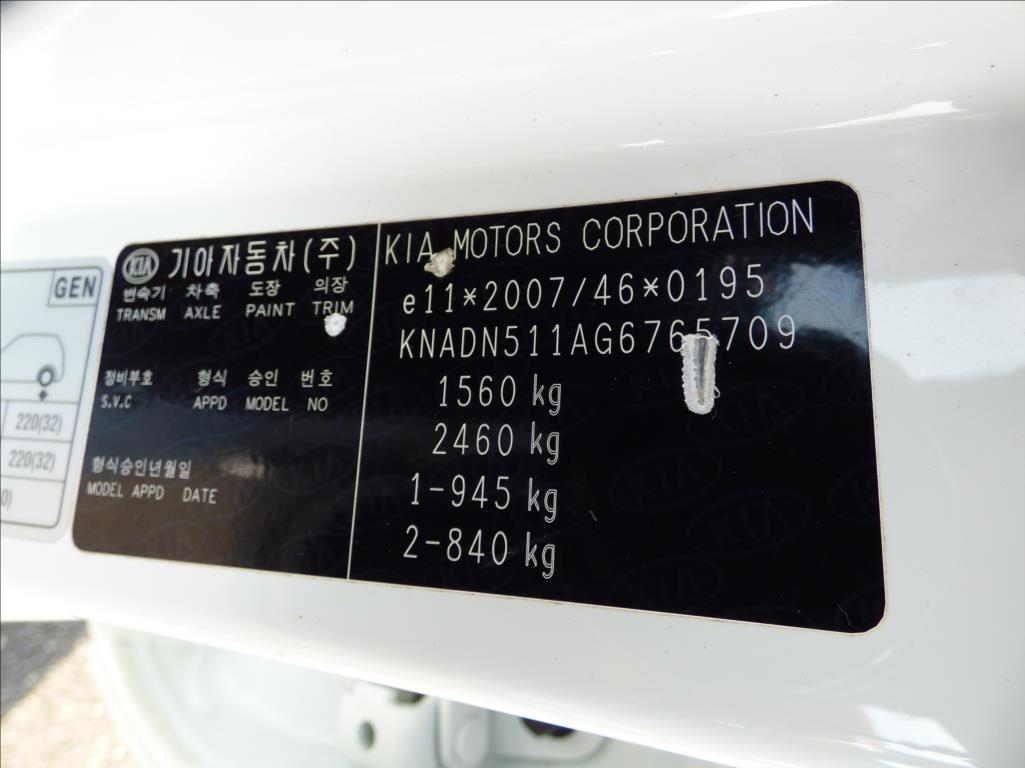 GEN
220(32)
220(32)
0)
KIA 기아자동차(주)
변속기 차축 도장 의장
TRANSM AXLE PAINT TRIM
정비부호 형식 승인 번호
S.V.C APPD MODEL NO
형식승인년월일
MODEL APPD DATE
KIA MOTORS CORPORATION
e11*2007/46*0195
KNADN511AG6765709
1560 kg
2460 kg
1-945 kg
2-840 kg